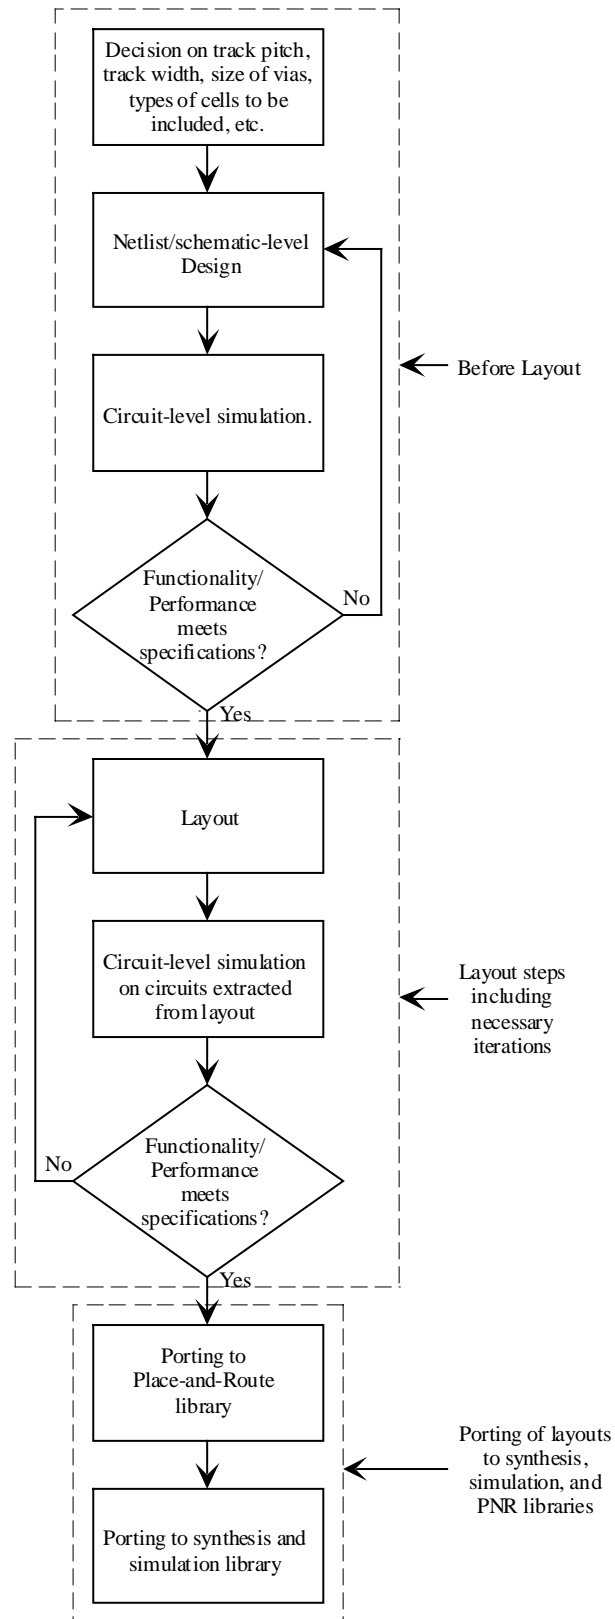 Decision on track pitch,
track width, size of vias,
types of cells to be
included, etc.
Netlist/schematic-level
Design
Before Layout
Circuit-level simulation.
Functionality/
Performance
meets
specifications?
No
Yes
Layout
Circuit-level simulation
on circuits extracted
from layout
Layout steps
including
necessary
iterations
Functionality/
Performance
meets
specifications?
No
Yes
Porting to
Place-and-Route
library
Porting of layouts
to synthesis,
simulation, and
PNR libraries
Porting to synthesis and
simulation library